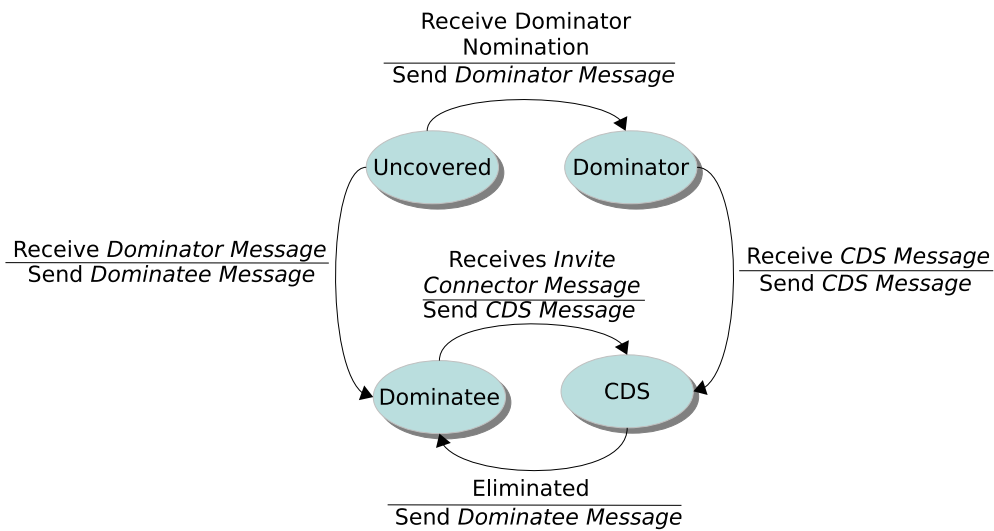 Receive Dominator
Nomination
Send Dominator Message
Uncovered
Dominator
Receive Dominator Message
Send Dominatee Message
Receives Invite
Connector Message
Send CDS Message
Receive CDS Message
Send CDS Message
Dominatee
CDS
Eliminated
Send Dominatee Message